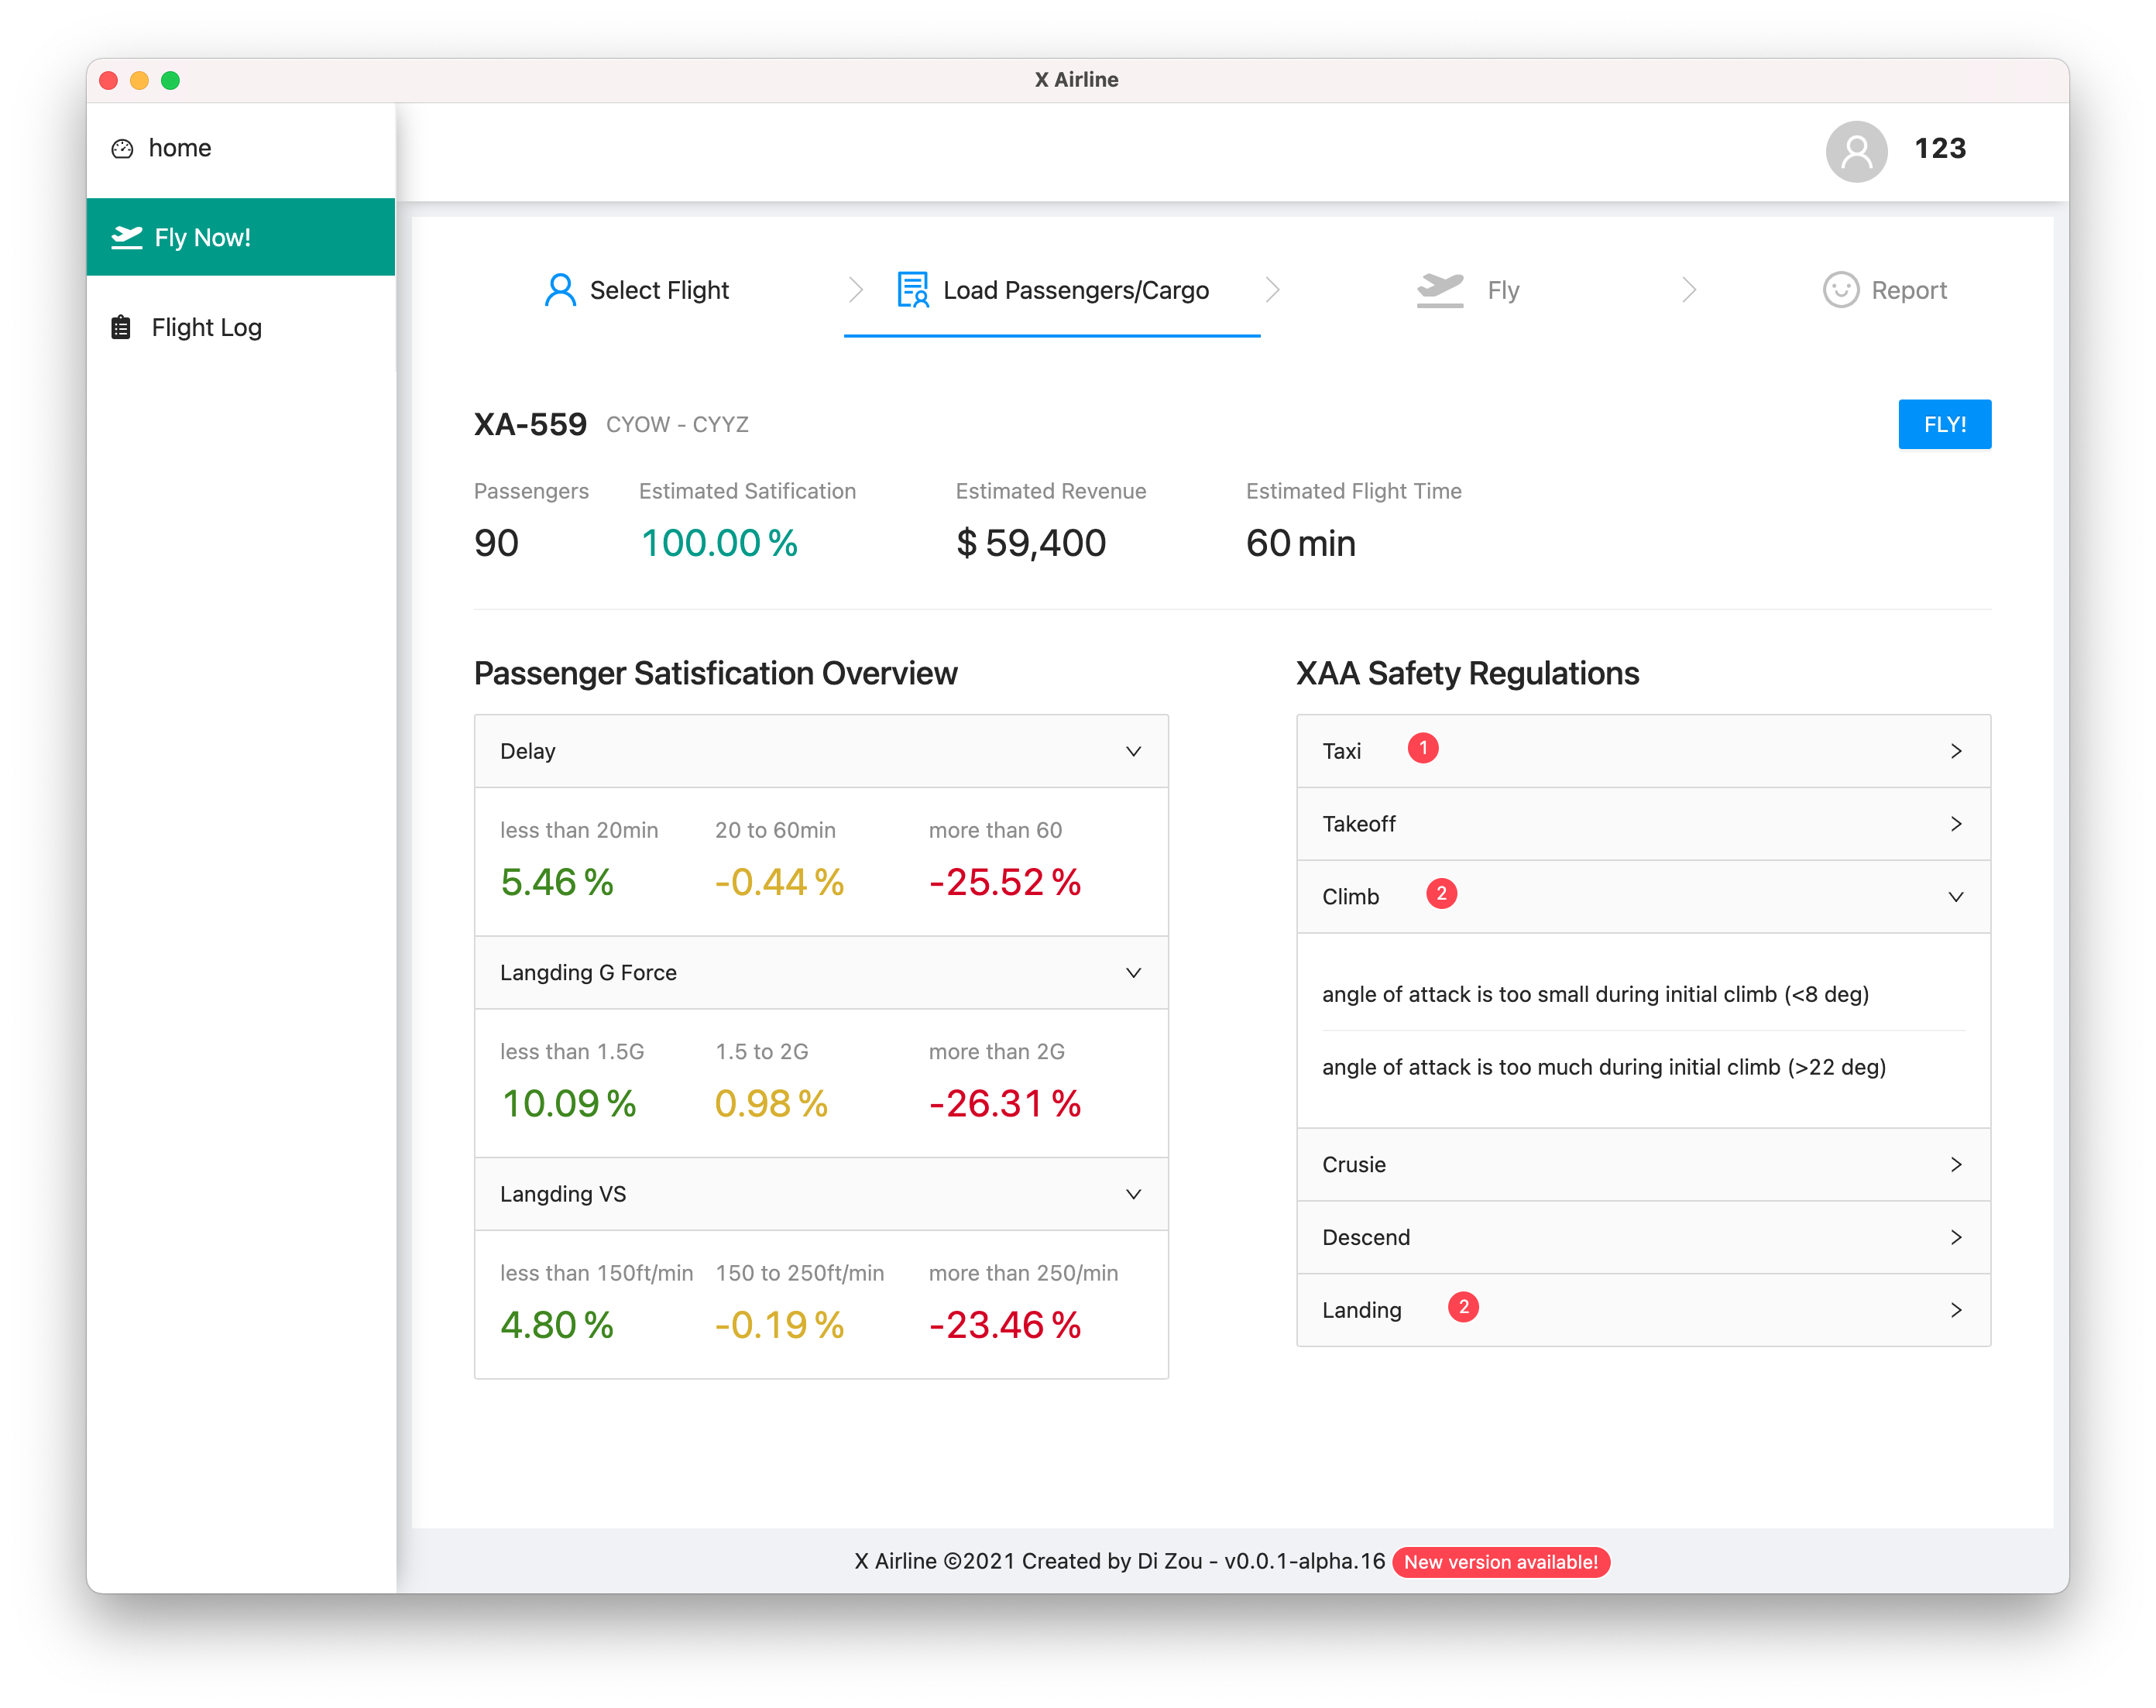 X Airline
home
Fly Now!
Flight Log
123
Select Flight
Load Passengers/Cargo
Fly
Report
XA-559 CYOW - CYYZ
FLY!
Passengers Estimated Satification Estimated Revenue Estimated Flight Time
90 100.00 % $ 59,400 60 min
Passenger Satisfication Overview
Delay
less than 20min 20 to 60min more than 60
5.46 % -0.44 % -25.52 %
Langding G Force
less than 1.5G 1.5 to 2G more than 2G
10.09 % 0.98 % -26.31 %
Langding VS
less than 150ft/min 150 to 250ft/min more than 250/min
4.80 % -0.19 % -23.46 %
XAA Safety Regulations
Taxi 1
Takeoff
Climb 2
angle of attack is too small during initial climb (<8 deg)
angle of attack is too much during initial climb (>22 deg)
Crusie
Descend
Landing 2
X Airline ©2021 Created by Di Zou - v0.0.1-alpha.16 New version available!